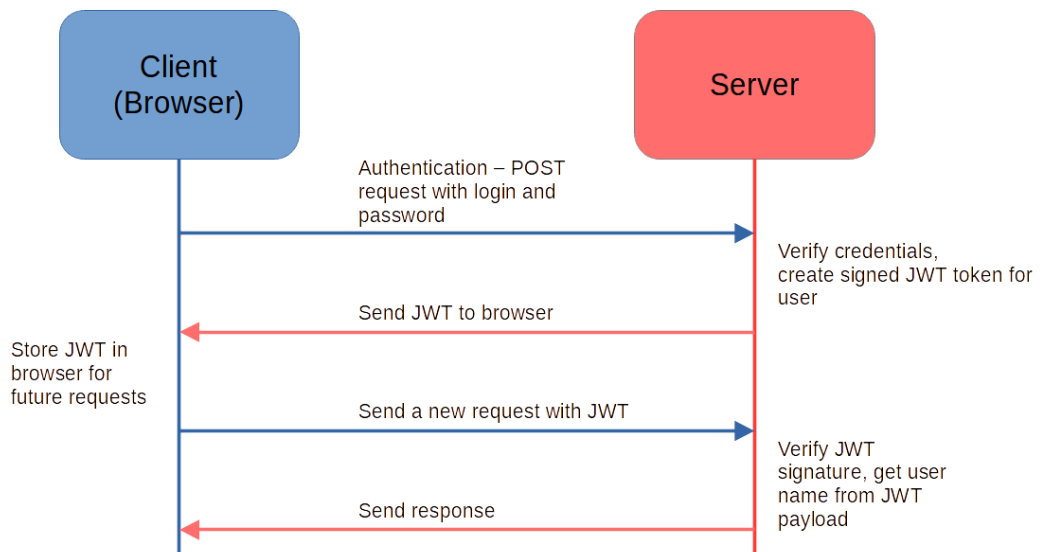 Client
(Browser)
Server
Authentication – POST
request with login and
password
Verify credentials,
create signed JWT token for
user
Send JWT to browser
Store JWT in
browser for
future requests
Send a new request with JWT
Verify JWT
signature, get user
name from JWT
payload
Send response